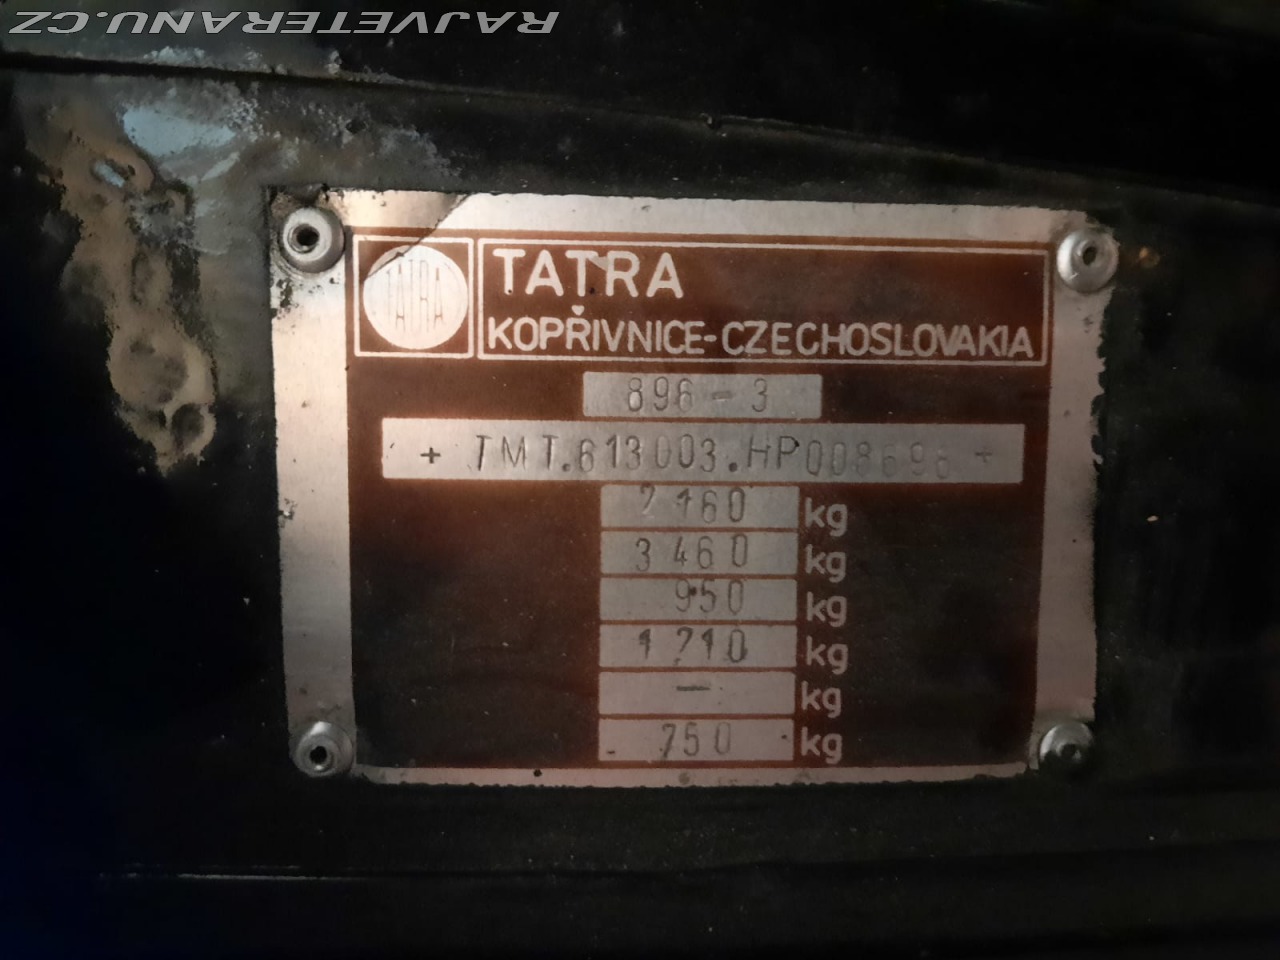 RAJVETERANU.CZ
TATRA
TATRA
KOPŘIVNICE-CZECHOSLOVAKIA
896-3
+ TMT.613003.HP008696 +
2160 kg
3460 kg
950 kg
1210 kg
— kg
750 kg